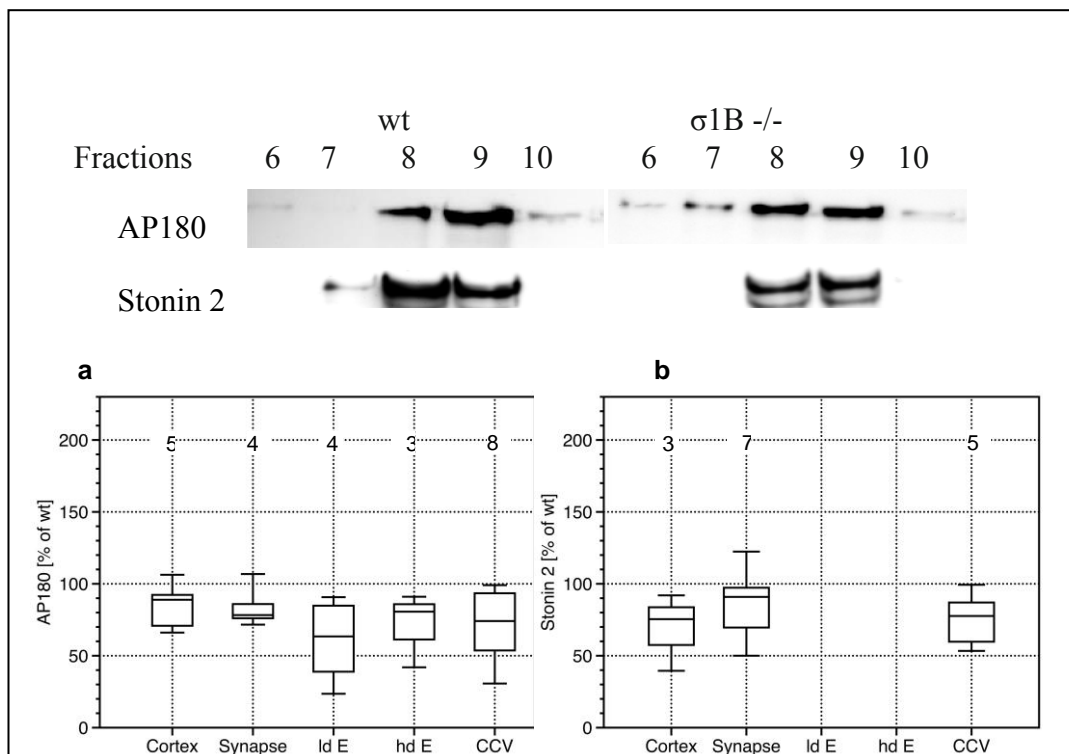 wt σ1B -/-
Fractions 6 7 8 9 10 6 7 8 9 10
AP180
Stonin 2
a b
200 5 4 4 3 8 200 3 7 5
150 150
100 100
50 50
0 0
AP180 [% of wt] Stonin 2 [% of wt]
Cortex Synapse ld E hd E CCV Cortex Synapse ld E hd E CCV